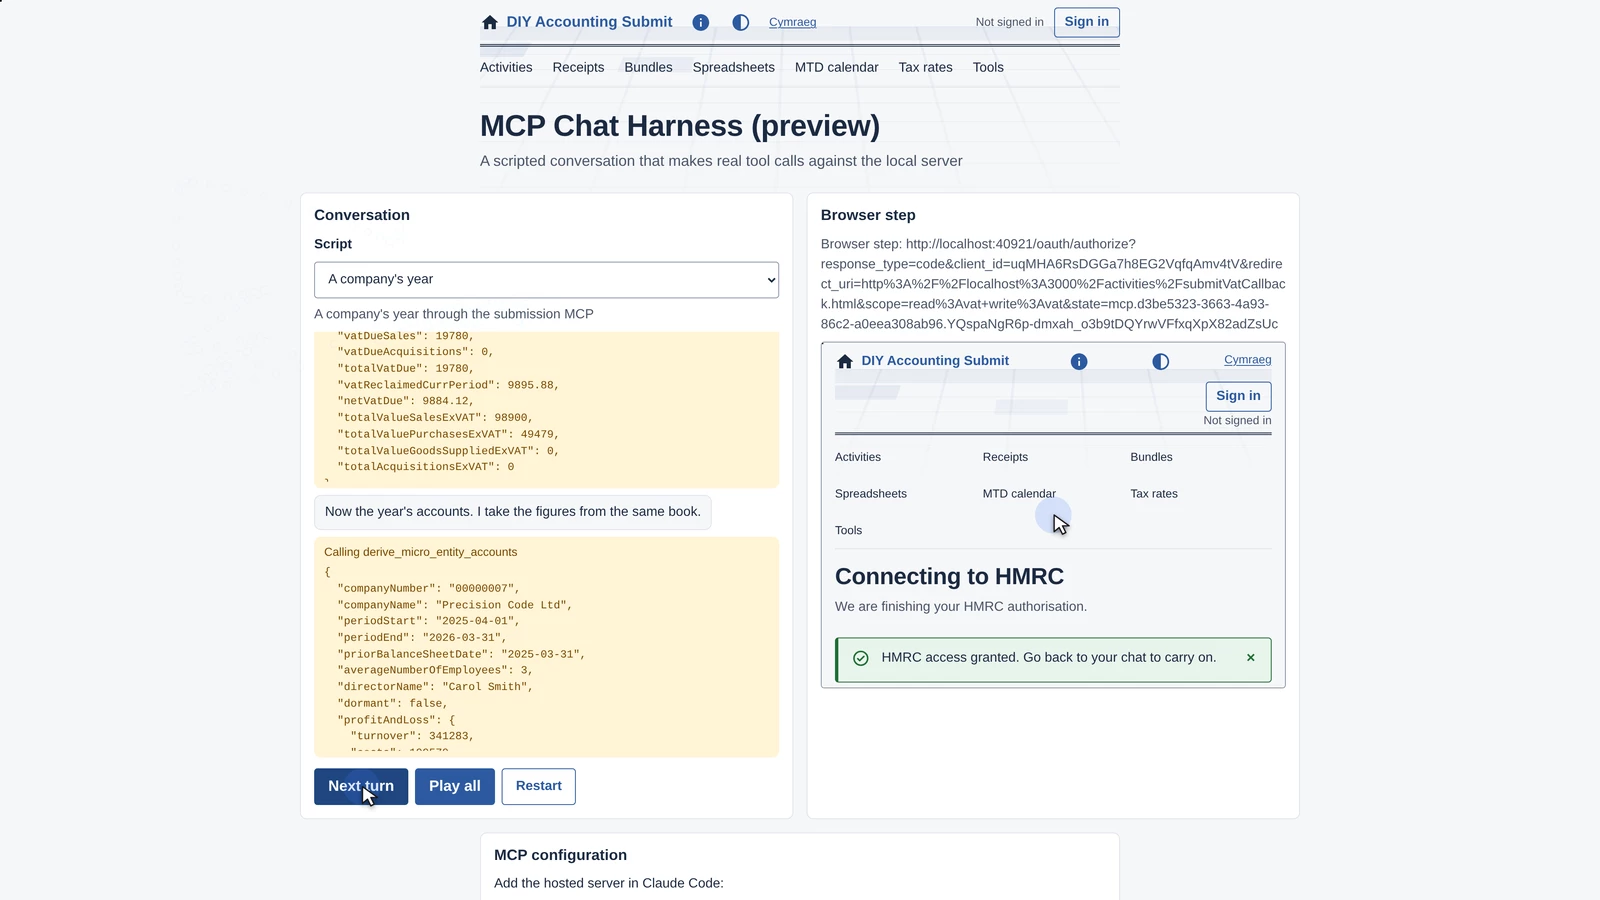 DIY Accounting Submit
Cymraeg
Not signed in
Sign in
Activities
Receipts
Bundles
Spreadsheets
MTD calendar
Tax rates
Tools
MCP Chat Harness (preview)
A scripted conversation that makes real tool calls against the local server
Conversation
Script
A company's year
A company's year through the submission MCP
"vatDueSales": 19780,
"vatDueAcquisitions": 0,
"totalVatDue": 19780,
"vatReclaimedCurrPeriod": 9895.88,
"netVatDue": 9884.12,
"totalValueSalesExVAT": 98900,
"totalValuePurchasesExVAT": 49479,
"totalValueGoodsSuppliedExVAT": 0,
"totalAcquisitionsExVAT": 0
Now the year's accounts. I take the figures from the same book.
Calling derive_micro_entity_accounts
{
"companyNumber": "00000007",
"companyName": "Precision Code Ltd",
"periodStart": "2025-04-01",
"periodEnd": "2026-03-31",
"priorBalanceSheetDate": "2025-03-31",
"averageNumberOfEmployees": 3,
"directorName": "Carol Smith",
"dormant": false,
"profitAndLoss": {
"turnover": 341283,
Next turn
Play all
Restart
Browser step
Browser step: http://localhost:40921/oauth/authorize?
response_type=code&client_id=uqMHA6RsDGGa7h8EG2VqfqAmv4tV&redire
ct_uri=http%3A%2F%2Flocalhost%3A3000%2Factivities%2FsubmitVatCallbac
k.html&scope=read%3Avat+write%3Avat&state=mcp.d3be5323-3663-4a93-
86c2-a0eea308ab96.YQspaNgR6p-dmxah_o3b9tDQYrwVFfxqXpX82adZsUc
DIY Accounting Submit
Cymraeg
Sign in
Not signed in
Activities
Receipts
Bundles
Spreadsheets
MTD calendar
Tax rates
Tools
Connecting to HMRC
We are finishing your HMRC authorisation.
HMRC access granted. Go back to your chat to carry on.
MCP configuration
Add the hosted server in Claude Code: